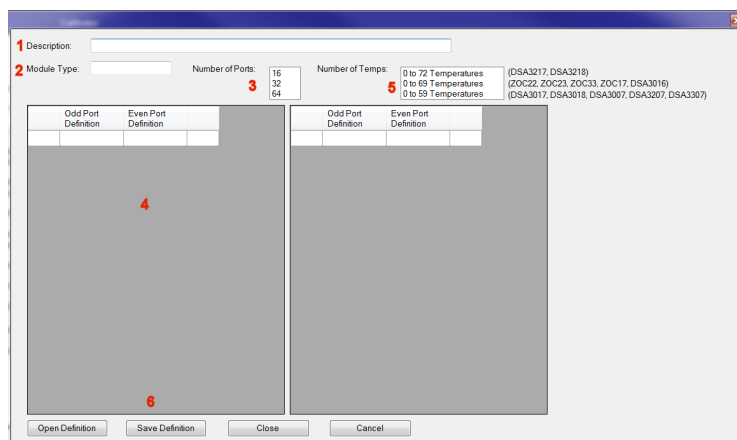 Calibrator
1 Description:
2 Module Type:
Number of Ports:
3
16
32
64
Number of Temps:
5
0 to 72 Temperatures (DSA3217, DSA3218)
0 to 69 Temperatures (ZOC22, ZOC23, ZOC33, ZOC17, DSA3016)
0 to 59 Temperatures (DSA3017, DSA3018, DSA3007, DSA3207, DSA3307)
Odd Port Definition Even Port Definition
Odd Port Definition Even Port Definition
4
6
Open Definition Save Definition Close Cancel